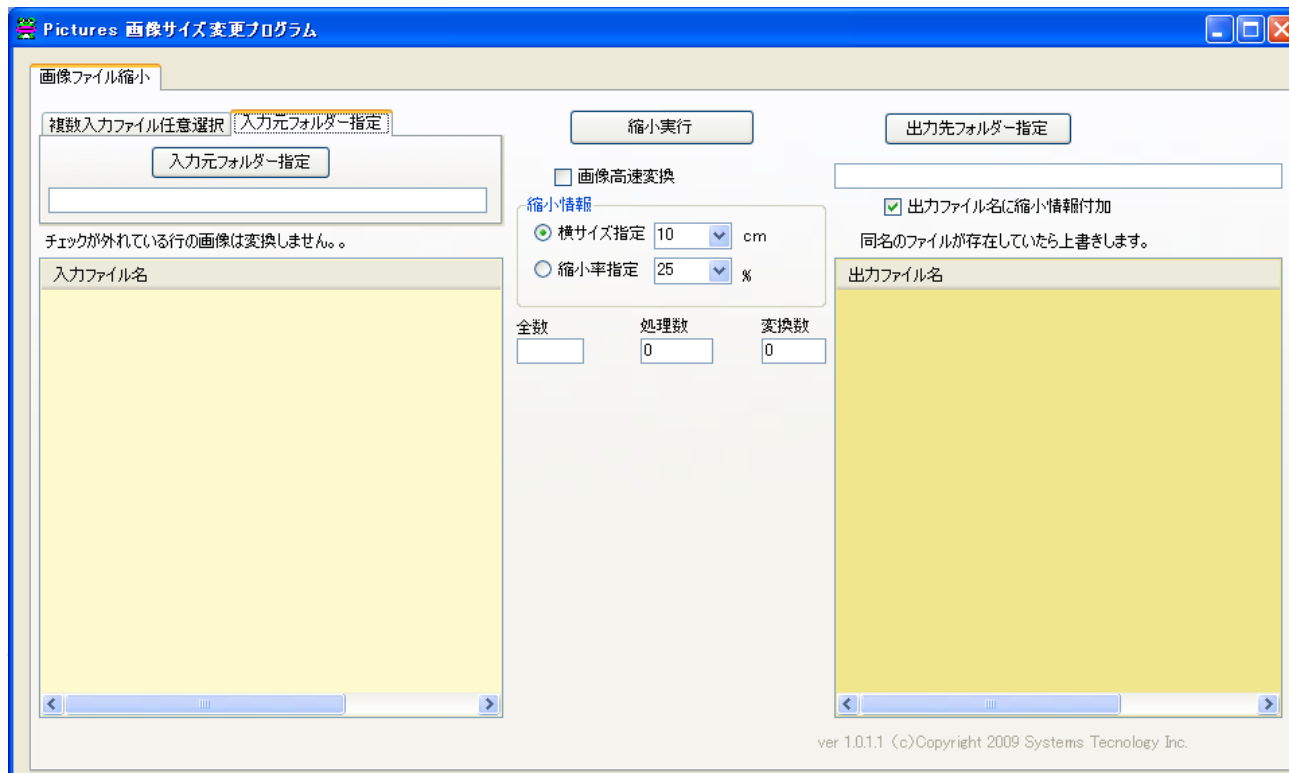 Pictures 画像サイズ変更プログラム
画像ファイル縮小
複数入力ファイル任意選択 入力元フォルダー指定
入力元フォルダー指定
チェックが外れている行の画像は変換しません。。
入力ファイル名
縮小実行
画像高速変換
縮小情報
横サイズ指定 10 cm
縮小率指定 25 %
全数 処理数 変換数
0 0
出力先フォルダー指定
出力ファイル名に縮小情報付加
同名のファイルが存在していたら上書きします。
出力ファイル名
ver 1.0.1.1 (c)Copyright 2009 Systems Tecnology Inc.